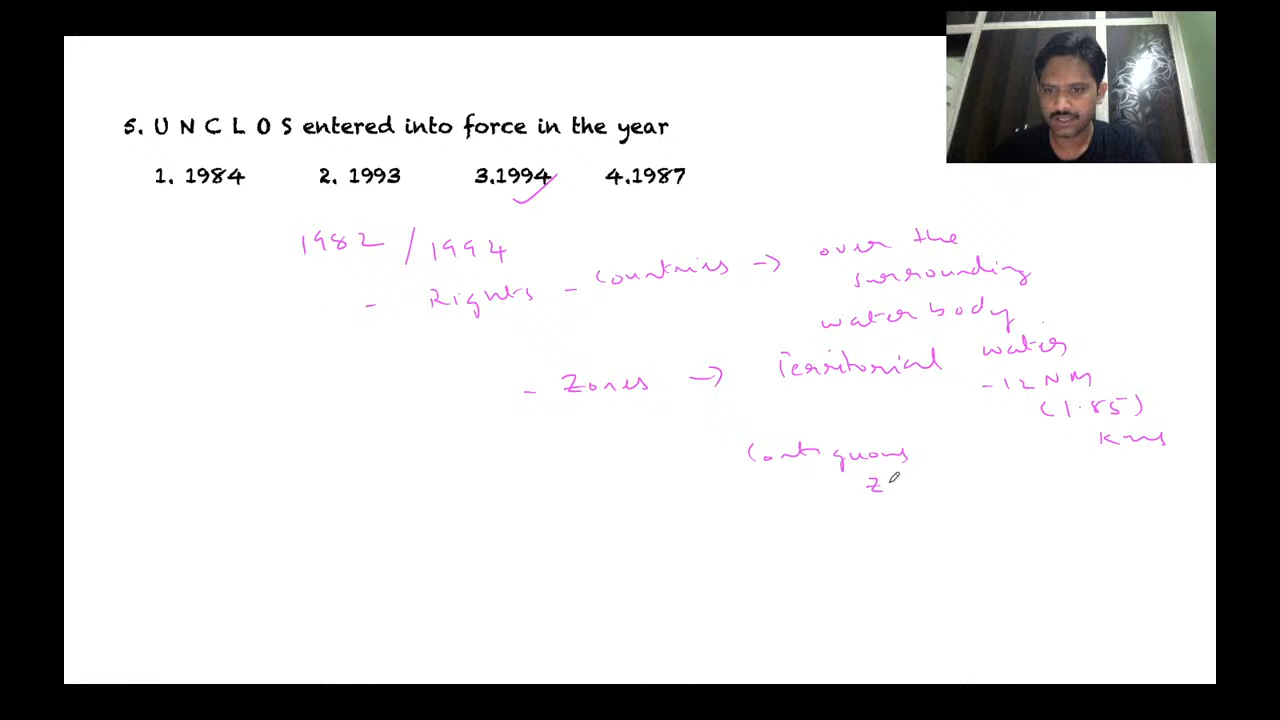 5. U N C L O S entered into force in the year
1. 1984 2. 1993 3.1994 4.1987
1982 / 1994
- Rights - Countries → over the
surrounding
water body
- Zones → Territorial water
- 12 NM
(1.85)
Kms
Contiguous
Z